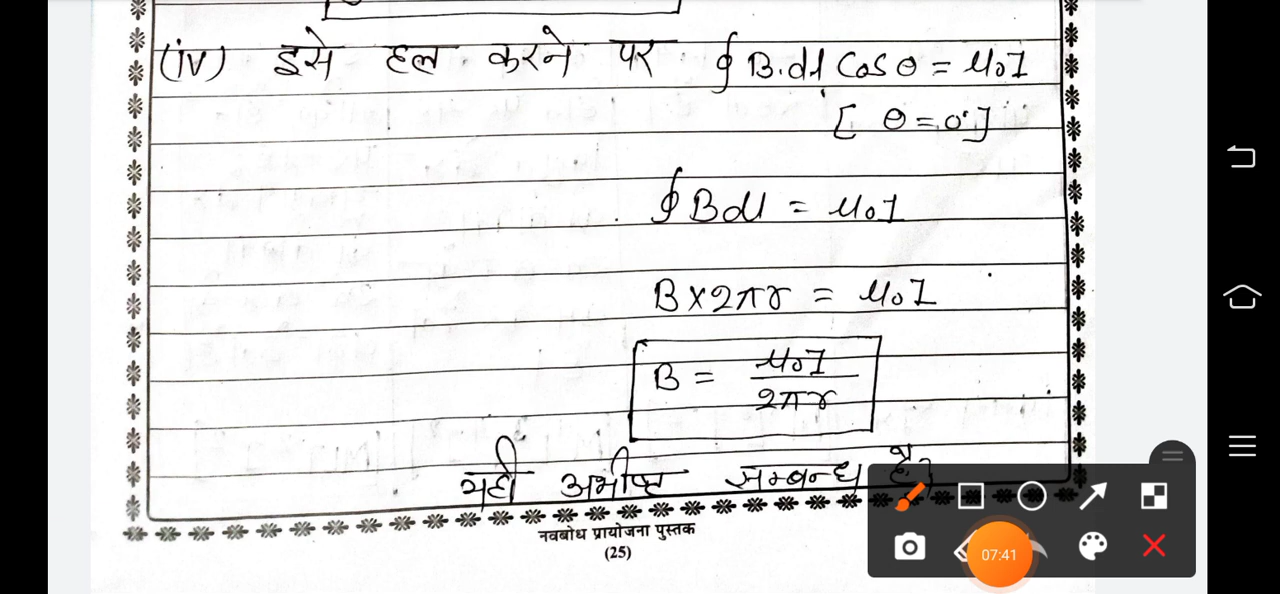 (iv) इसे हल करने पर ∮ B.dl Cos θ = μ₀I
[ θ = 0°]
∮ Bdl = μ₀I
B × 2πr = μ₀I
B = μ₀I / 2πr
यही अभीष्ट सम्बन्ध है।
नवबोध प्रायोजना पुस्तक
(25)
07:41